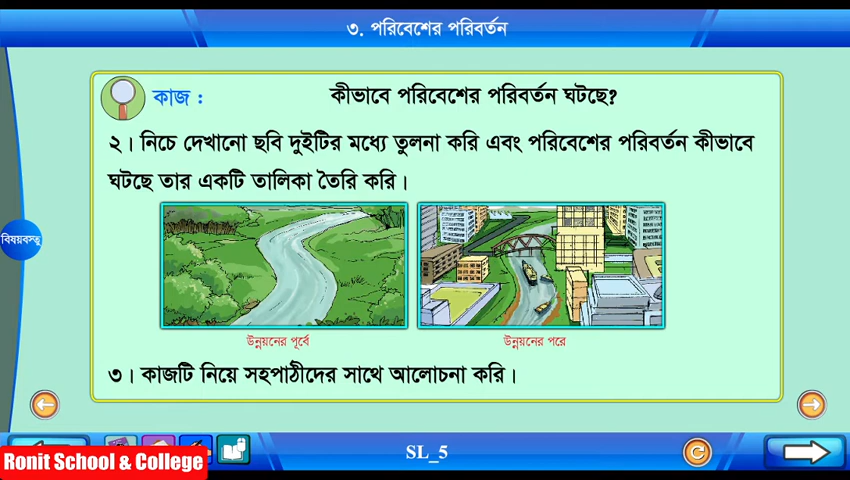 ৩. পরিবেশের পরিবর্তন
কাজ : কীভাবে পরিবেশের পরিবর্তন ঘটছে?
২। নিচে দেখানো ছবি দুইটির মধ্যে তুলনা করি এবং পরিবেশের পরিবর্তন কীভাবে
ঘটছে তার একটি তালিকা তৈরি করি।
বিষয়বস্তু
উন্নয়নের পূর্বে
উন্নয়নের পরে
৩। কাজটি নিয়ে সহপাঠীদের সাথে আলোচনা করি।
SL_5
Ronit School & College